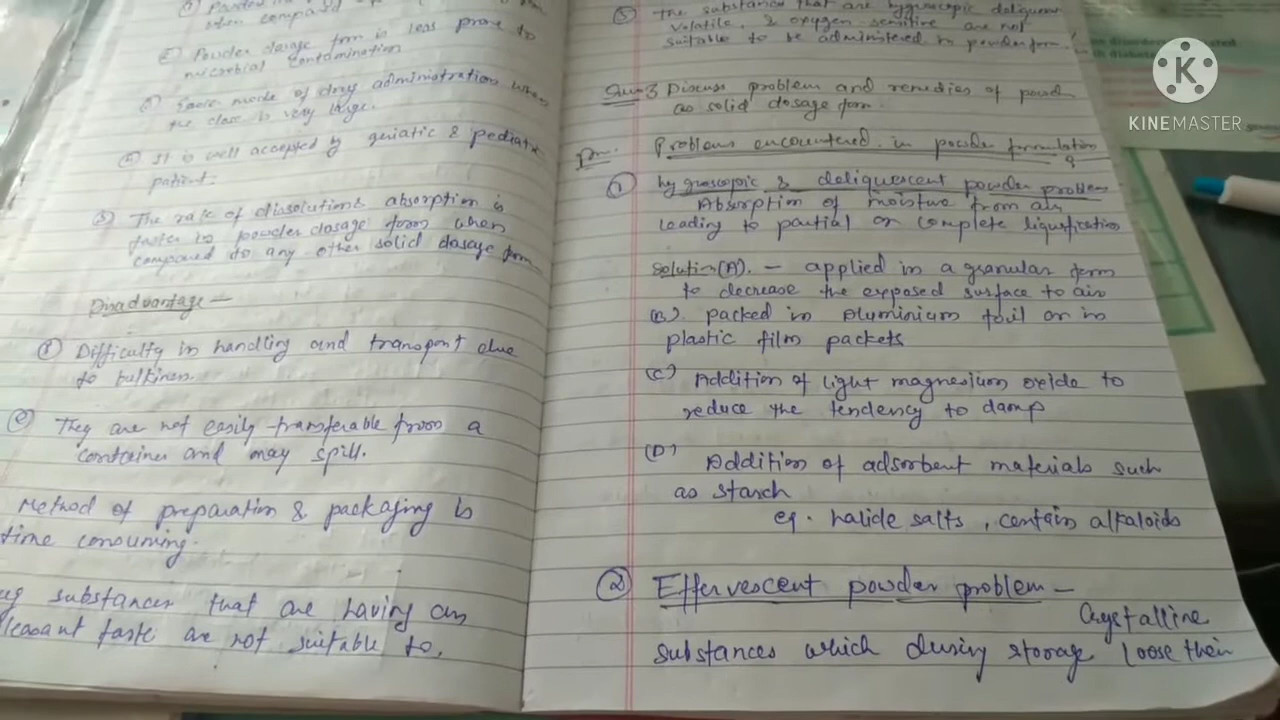 when compared
Powder dosage form is less prone to
microbial contamination
Easier mode of drug administration when
the dose is very large.
It is well accepted by geriatic & pediatric
patient.
The rate of dissolution & absorption is
faster in powder dosage form when
compared to any other solid dosage form
Disadvantage —
① Difficulty in handling and transport due
to bulkiness.
② They are not easily transferable from a
container and may spill.
Method of preparation & packaging is
time consuming.
substances that are having an
pleasant taste are not suitable to
⑤ The substances that are hygroscopic deliquescent
volatile, & oxygen sensitive are not
suitable to be administered in powder form
Ques-3 Discuss problem and remedies of powder
as solid dosage form.
Ans. Problems encountered in powder formulation
① hygroscopic & deliquescent powder problem
Absorption of moisture from air
leading to partial or complete liquification
Solution (A). — applied in a granular form
to decrease the exposed surface to air
(B). packed in aluminium foil or in
plastic film packets
(C) Addition of light magnesium oxide to
reduce the tendency to damp
(D) Addition of adsorbent materials such
as starch
eg. halide salts, contain alkaloids
② Effervescent powder problem —
Crystalline
substances which during storage loose their
K
KINEMASTER